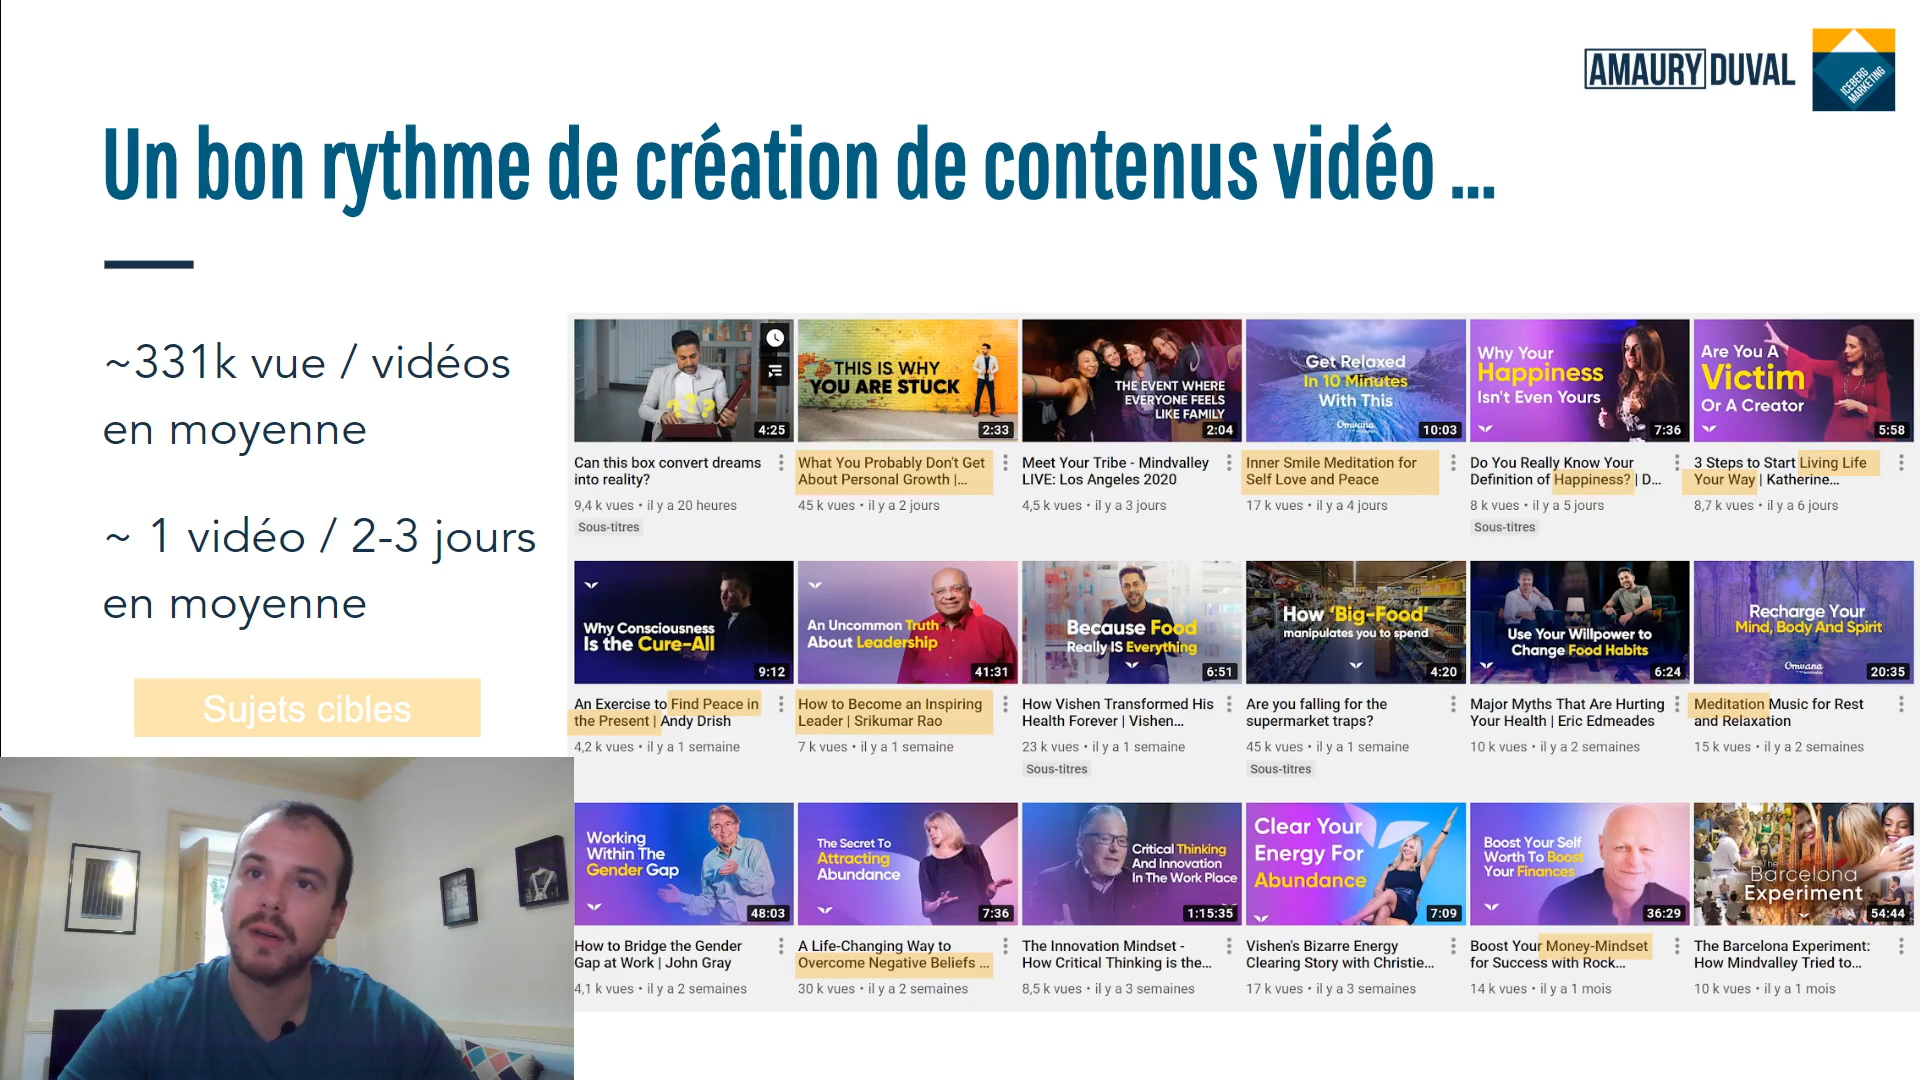 AMAURY DUVAL
ICEBERG
MARKETING
Un bon rythme de création de contenus vidéo ...
~331k vue / vidéos
en moyenne
~ 1 vidéo / 2-3 jours
en moyenne
Sujets cibles
???
4:25
Can this box convert dreams
into reality?
9,4 k vues • il y a 20 heures
Sous-titres
THIS IS WHY
YOU ARE STUCK
2:33
What You Probably Don't Get
About Personal Growth |...
45 k vues • il y a 2 jours
THE EVENT WHERE
EVERYONE FEELS
LIKE FAMILY
2:04
Meet Your Tribe - Mindvalley
LIVE: Los Angeles 2020
4,5 k vues • il y a 3 jours
Get Relaxed
In 10 Minutes
With This
Omvana
10:03
Inner Smile Meditation for
Self Love and Peace
17 k vues • il y a 4 jours
Why Your
Happiness
Isn't Even Yours
7:36
Do You Really Know Your
Definition of Happiness? | D...
8 k vues • il y a 5 jours
Sous-titres
Are You A
Victim
Or A Creator
5:58
3 Steps to Start Living Life
Your Way | Katherine...
8,7 k vues • il y a 6 jours
Why Consciousness
Is the Cure-All
9:12
An Exercise to Find Peace in
the Present | Andy Drish
4,2 k vues • il y a 1 semaine
An Uncommon Truth
About Leadership
41:31
How to Become an Inspiring
Leader | Srikumar Rao
7 k vues • il y a 1 semaine
Because Food
Really IS Everything
6:51
How Vishen Transformed His
Health Forever | Vishen...
23 k vues • il y a 1 semaine
Sous-titres
How 'Big-Food'
manipulates you to spend
4:20
Are you falling for the
supermarket traps?
45 k vues • il y a 1 semaine
Sous-titres
Use Your Willpower to
Change Food Habits
6:24
Major Myths That Are Hurting
Your Health | Eric Edmeades
10 k vues • il y a 2 semaines
Recharge Your
Mind, Body And Spirit
Omvana
20:35
Meditation Music for Rest
and Relaxation
15 k vues • il y a 2 semaines
Working
Within The
Gender Gap
48:03
How to Bridge the Gender
Gap at Work | John Gray
4,1 k vues • il y a 2 semaines
The Secret To
Attracting
Abundance
7:36
A Life-Changing Way to
Overcome Negative Beliefs ...
30 k vues • il y a 2 semaines
Critical Thinking
And Innovation
In The Work Place
1:15:35
The Innovation Mindset -
How Critical Thinking is the...
8,5 k vues • il y a 3 semaines
Clear Your
Energy For
Abundance
7:09
Vishen's Bizarre Energy
Clearing Story with Christie...
17 k vues • il y a 3 semaines
Boost Your Self
Worth To Boost
Your Finances
36:29
Boost Your Money-Mindset
for Success with Rock...
14 k vues • il y a 1 mois
The
Barcelona
Experiment
54:44
The Barcelona Experiment:
How Mindvalley Tried to...
10 k vues • il y a 1 mois